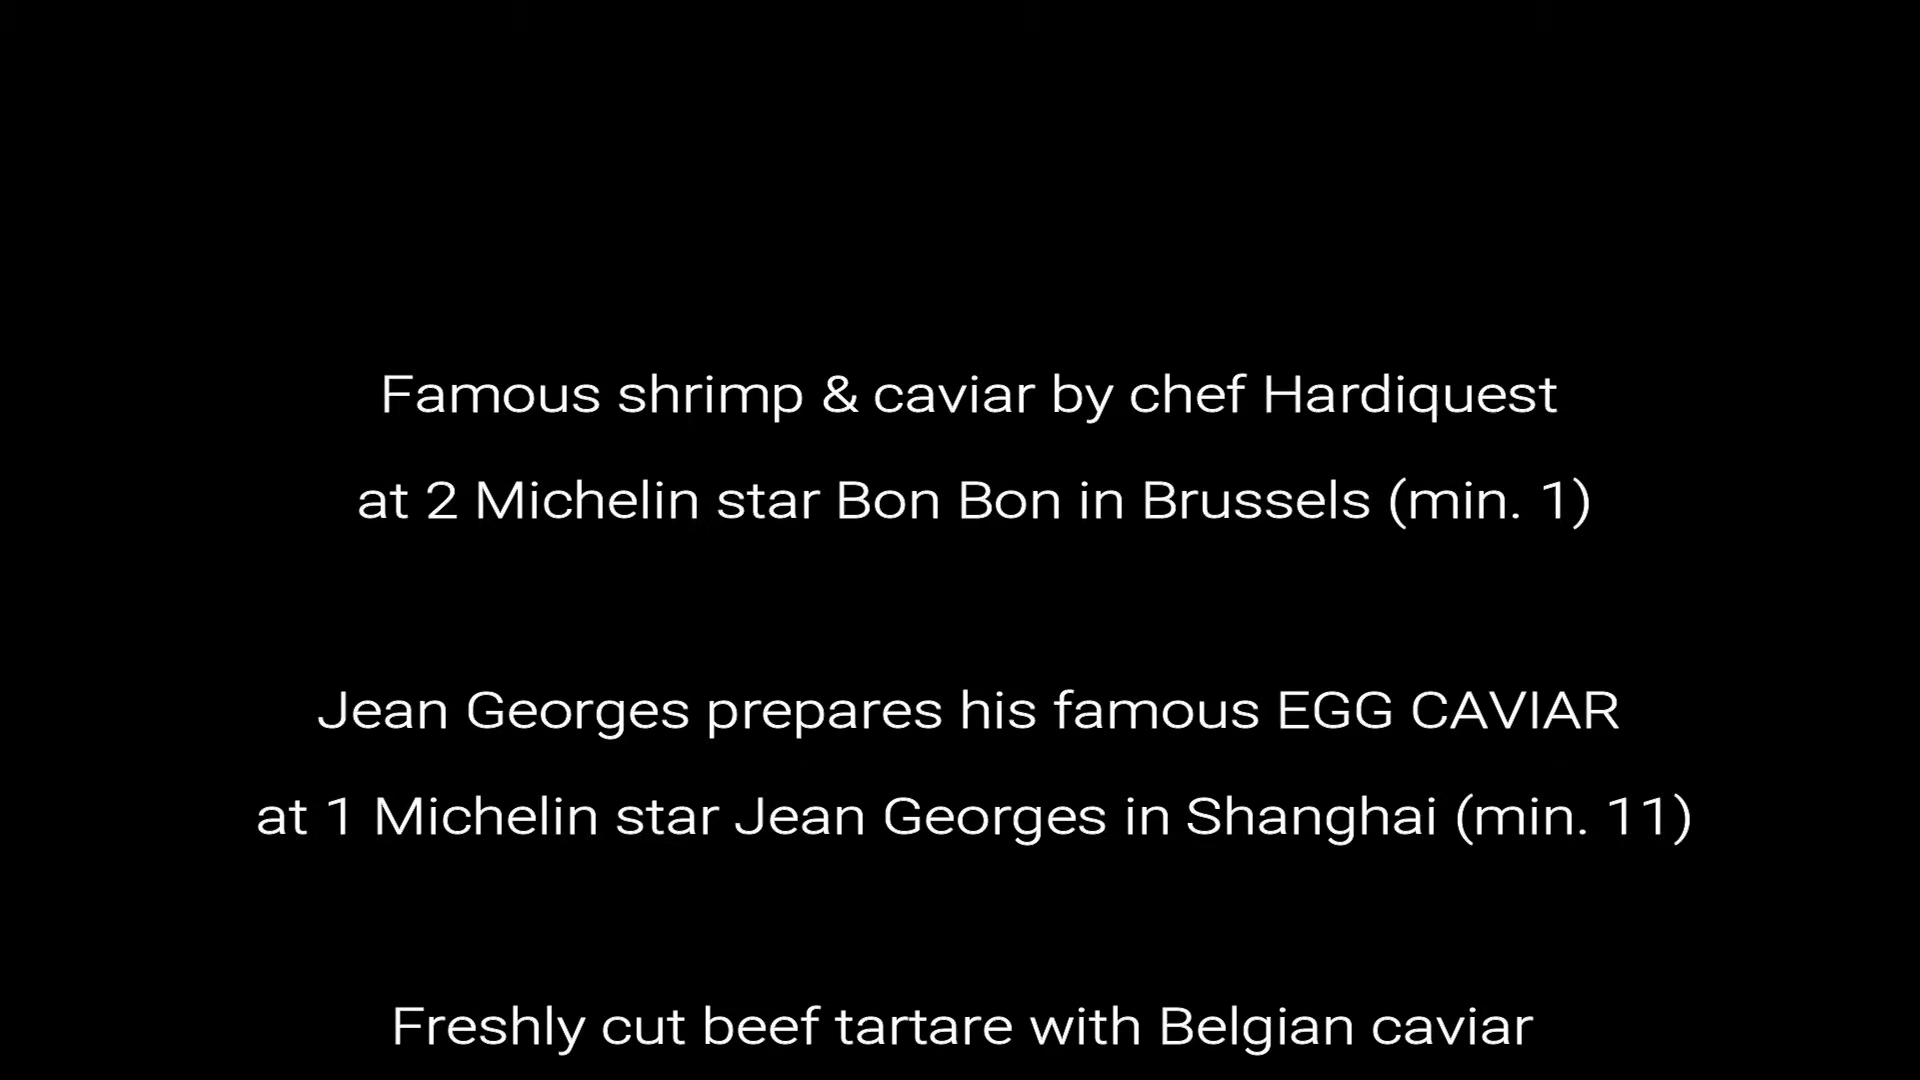 Famous shrimp & caviar by chef Hardiquest
at 2 Michelin star Bon Bon in Brussels (min. 1)
Jean Georges prepares his famous EGG CAVIAR
at 1 Michelin star Jean Georges in Shanghai (min. 11)
Freshly cut beef tartare with Belgian caviar